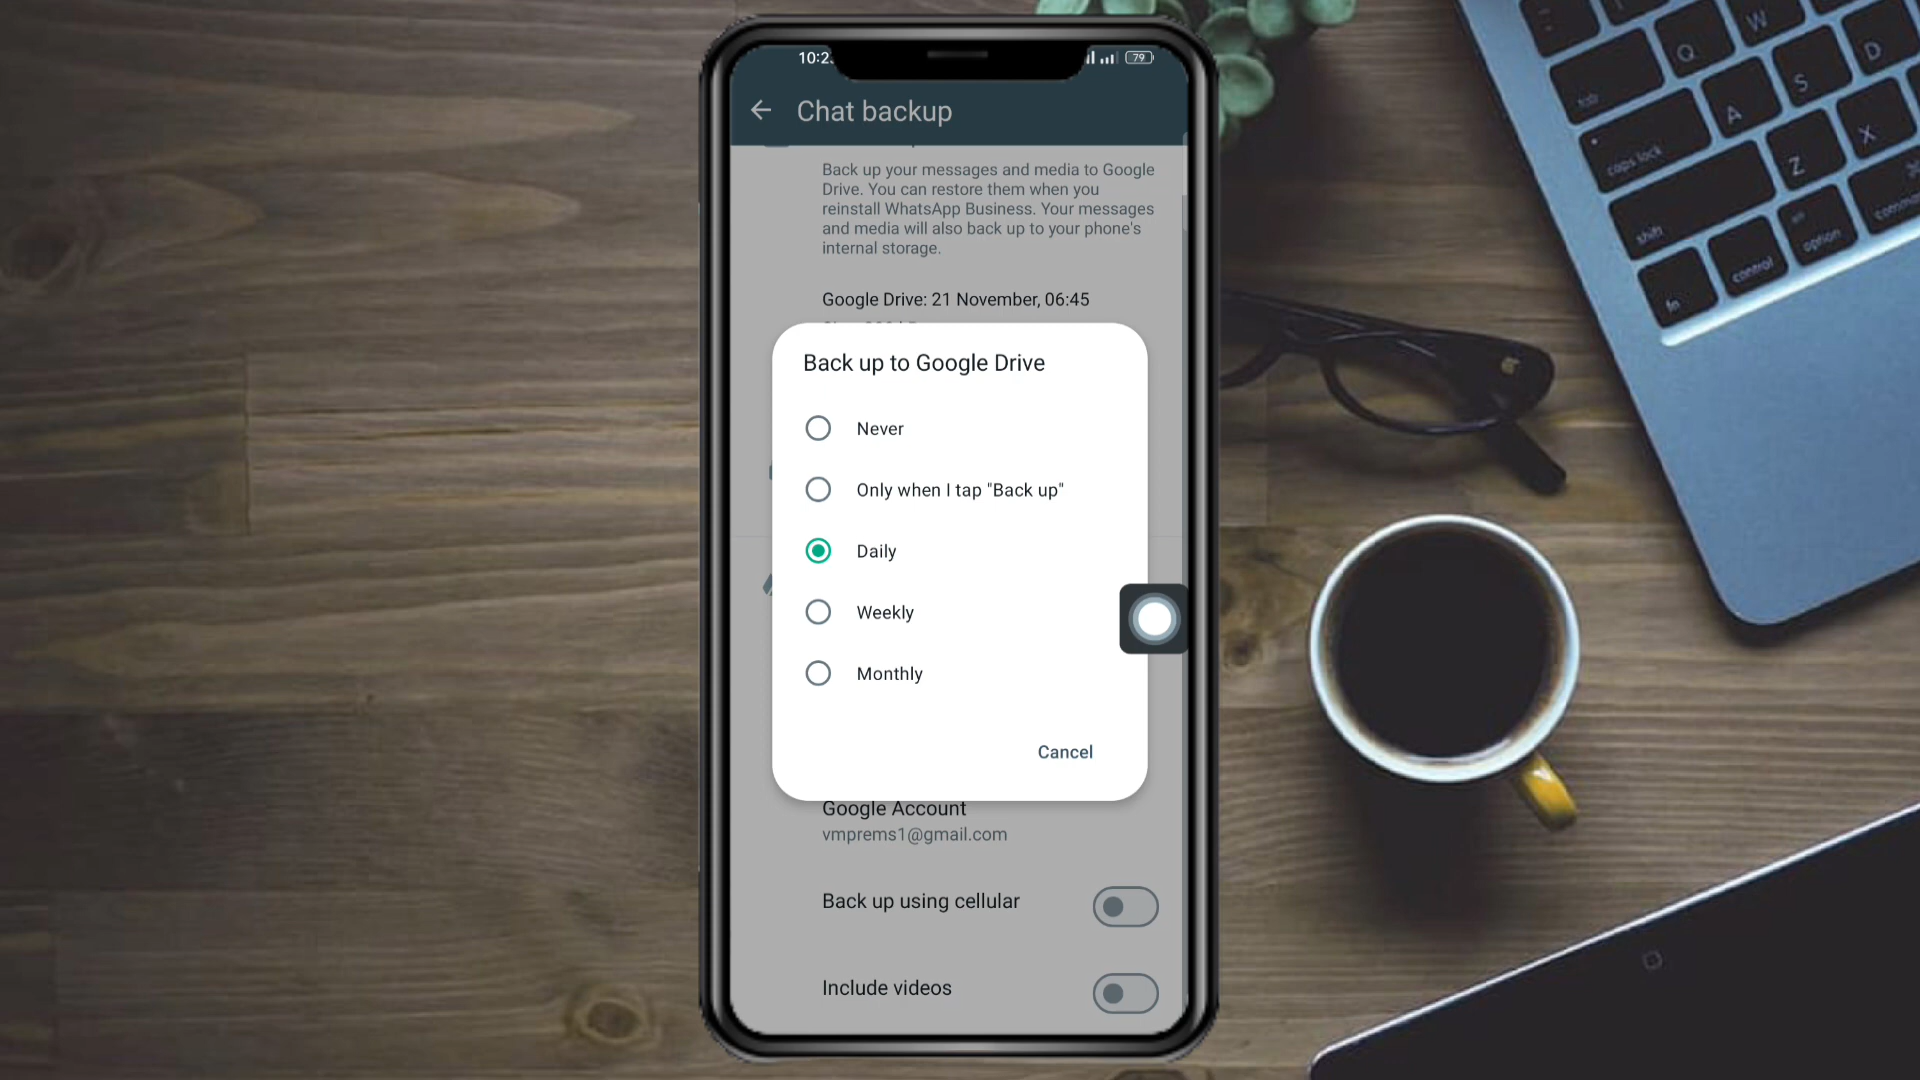 10:2
79
Chat backup
Back up your messages and media to Google
Drive. You can restore them when you
reinstall WhatsApp Business. Your messages
and media will also back up to your phone's
internal storage.
Google Drive: 21 November, 06:45
Back up to Google Drive
Never
Only when I tap "Back up"
Daily
Weekly
Monthly
Cancel
Google Account
vmprems1@gmail.com
Back up using cellular
Include videos
Q
W
tab
A
S
D
caps lock
Z
X
shift
fn
control
alt
option